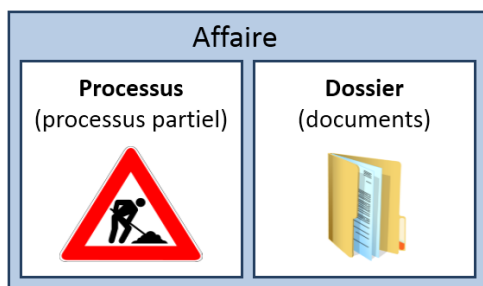 Affaire
Processus
(processus partiel)
Dossier
(documents)